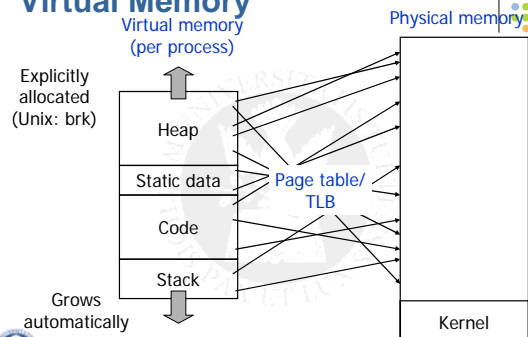 Virtual Memory
Virtual memory
(per process)
Physical memory
Explicitly
allocated
(Unix: brk)
Heap
Static data
Page table/
TLB
Code
Stack
Grows
automatically
Kernel